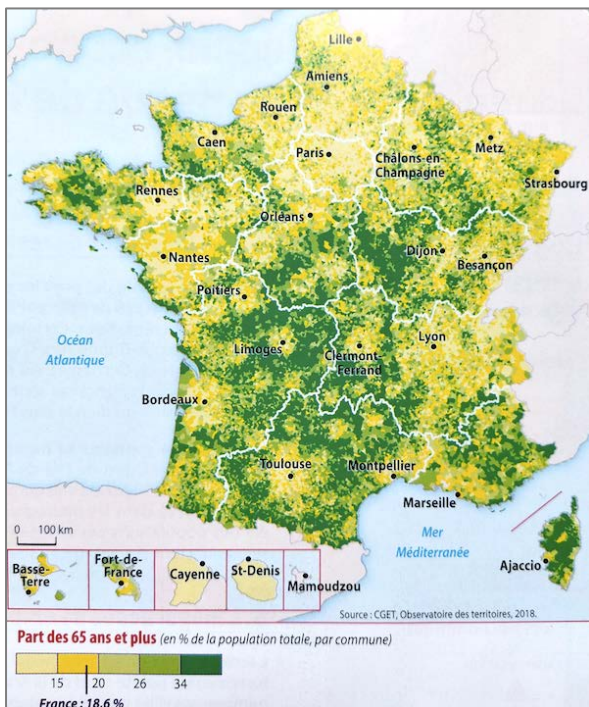 Lille
Amiens
Rouen
Caen
Paris
Châlons-en-
Champagne
Metz
Strasbourg
Rennes
Orléans
Nantes
Dijon
Besançon
Poitiers
Océan
Atlantique
Limoges
Clermont-
Ferrand
Lyon
Bordeaux
Toulouse
Montpellier
Marseille
0 100 km
Mer
Méditerranée
Ajaccio
Basse-
Terre
Fort-de-
France
Cayenne
St-Denis
Mamoudzou
Source : CGET, Observatoire des territoires, 2018.
Part des 65 ans et plus (en % de la population totale, par commune)
15 20 26 34
France : 18,6 %